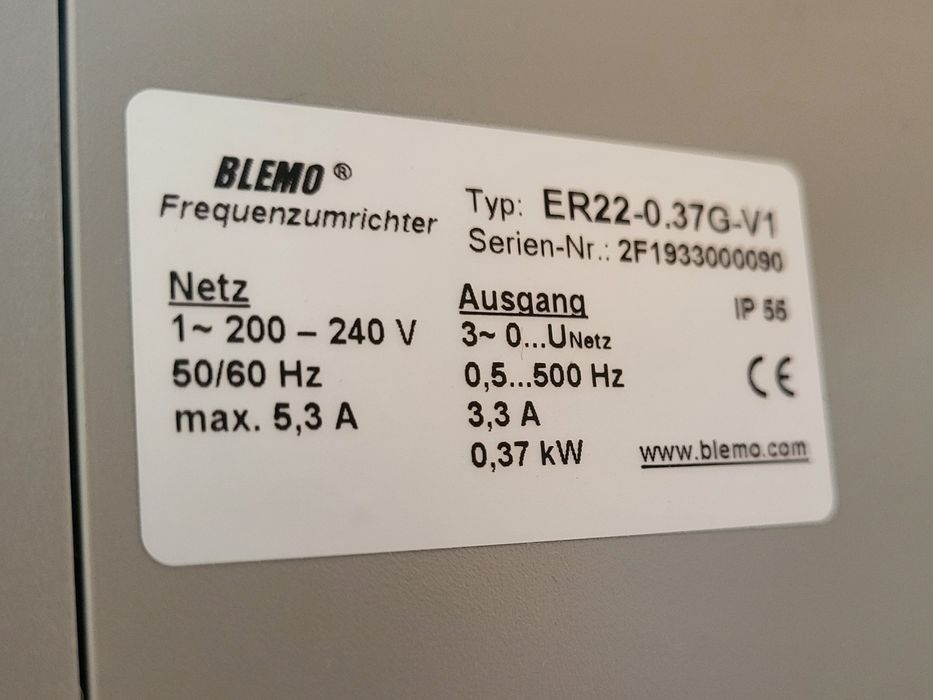 BLEMO ®
Frequenzumrichter
Typ: ER22-0.37G-V1
Serien-Nr.: 2F1933000090
Netz
1~ 200 – 240 V
50/60 Hz
max. 5,3 A
Ausgang
3~ 0...UNetz
0,5...500 Hz
3,3 A
0,37 kW
IP 55
CE
www.blemo.com